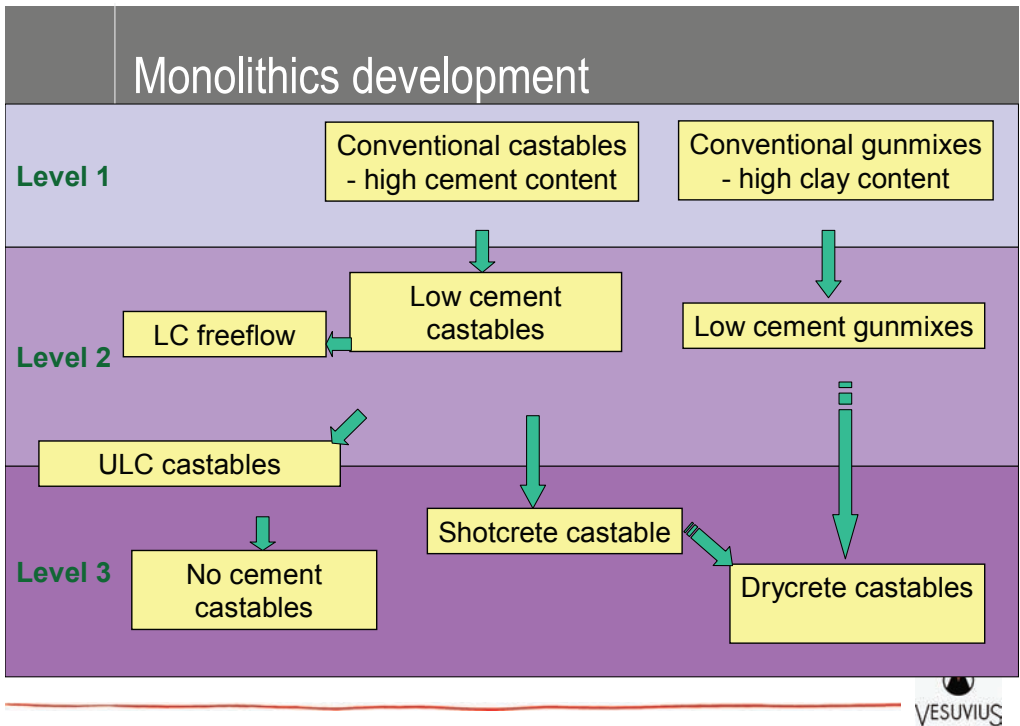 Monolithics development
Level 1
Conventional castables
- high cement content
Conventional gunmixes
- high clay content
Level 2
LC freeflow
Low cement
castables
Low cement gunmixes
ULC castables
Level 3
No cement
castables
Shotcrete castable
Drycrete castables
VESUVIUS